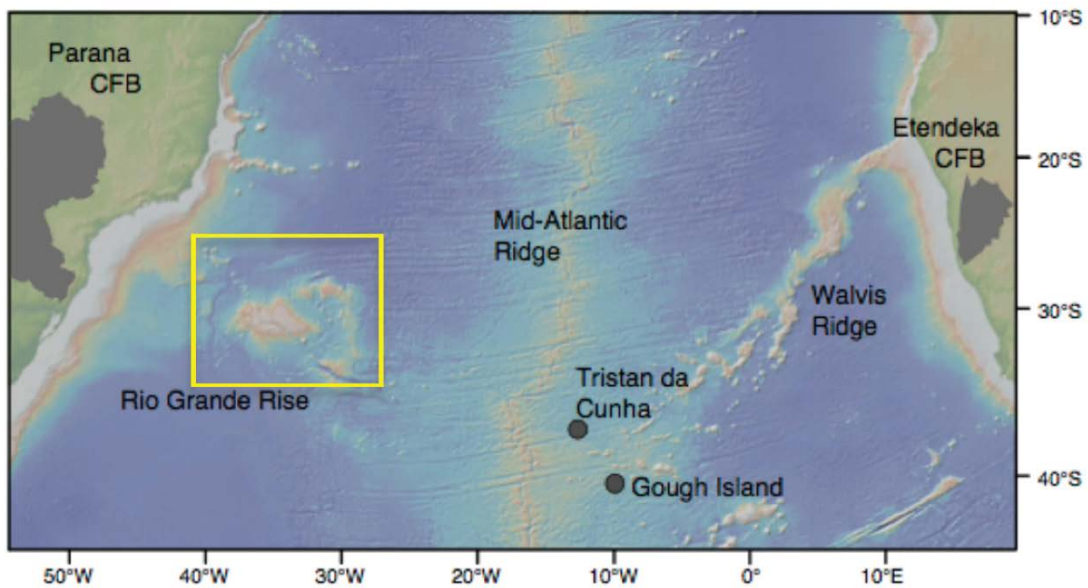 Parana
CFB
Etendeka
CFB
Mid-Atlantic
Ridge
Walvis
Ridge
Tristan da
Cunha
Rio Grande Rise
Gough Island
10°S
20°S
30°S
40°S
50°W
40°W
30°W
20°W
10°W
0°
10°E